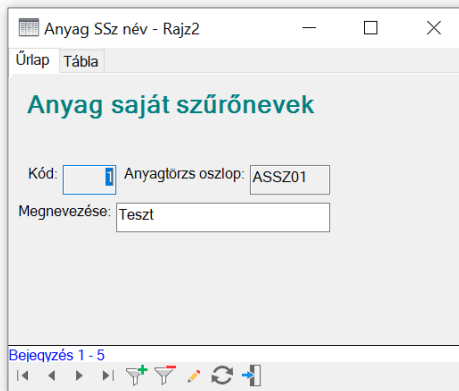 Anyag SSz név - Rajz2
Űrlap Tábla
Anyag saját szűrőnevek
Kód: 1 Anyagtörzs oszlop: ASSZ01
Megnevezése: Teszt
Bejegyzés 1 - 5